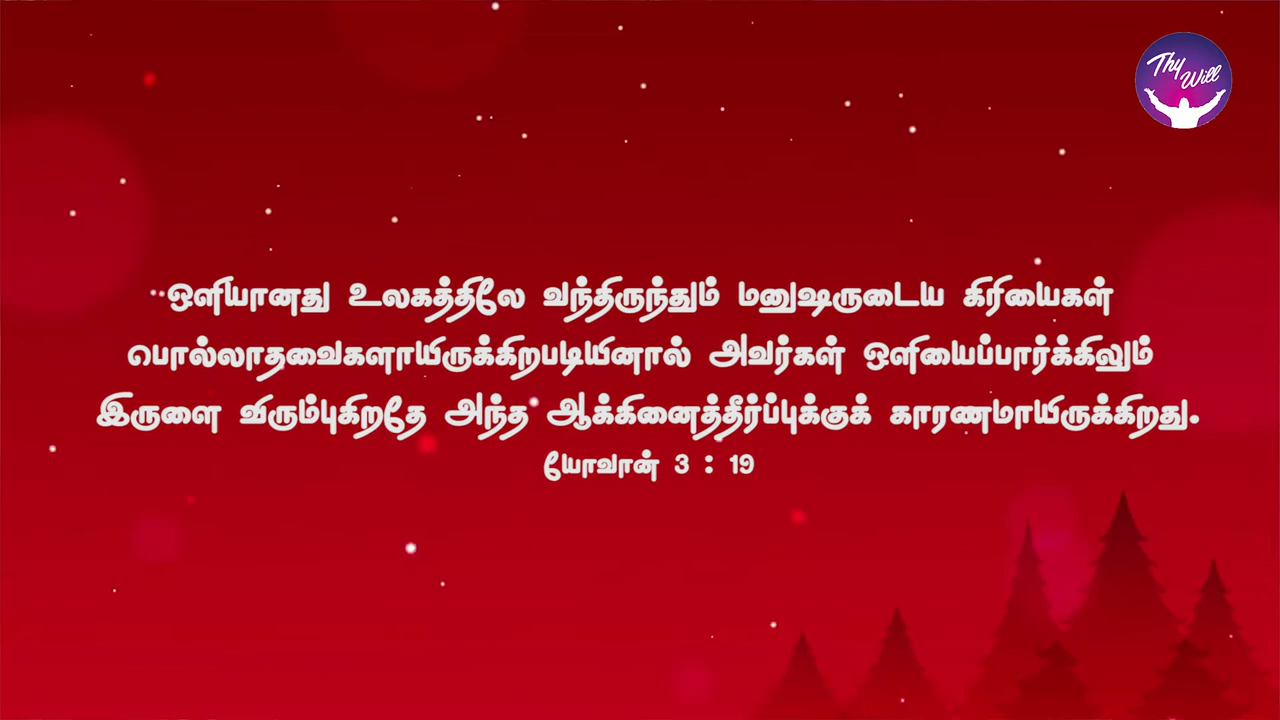 Thy Will
ஒளியானது உலகத்திலே வந்திருந்தும் மனுஷருடைய கிரியைகள்
பொல்லாதவைகளாயிருக்கிறபடியினால் அவர்கள் ஒளியைப்பார்க்கிலும்
இருளை விரும்புகிறதே அந்த ஆக்கினைத்தீர்ப்புக்குக் காரணமாயிருக்கிறது.
யோவான் 3 : 19